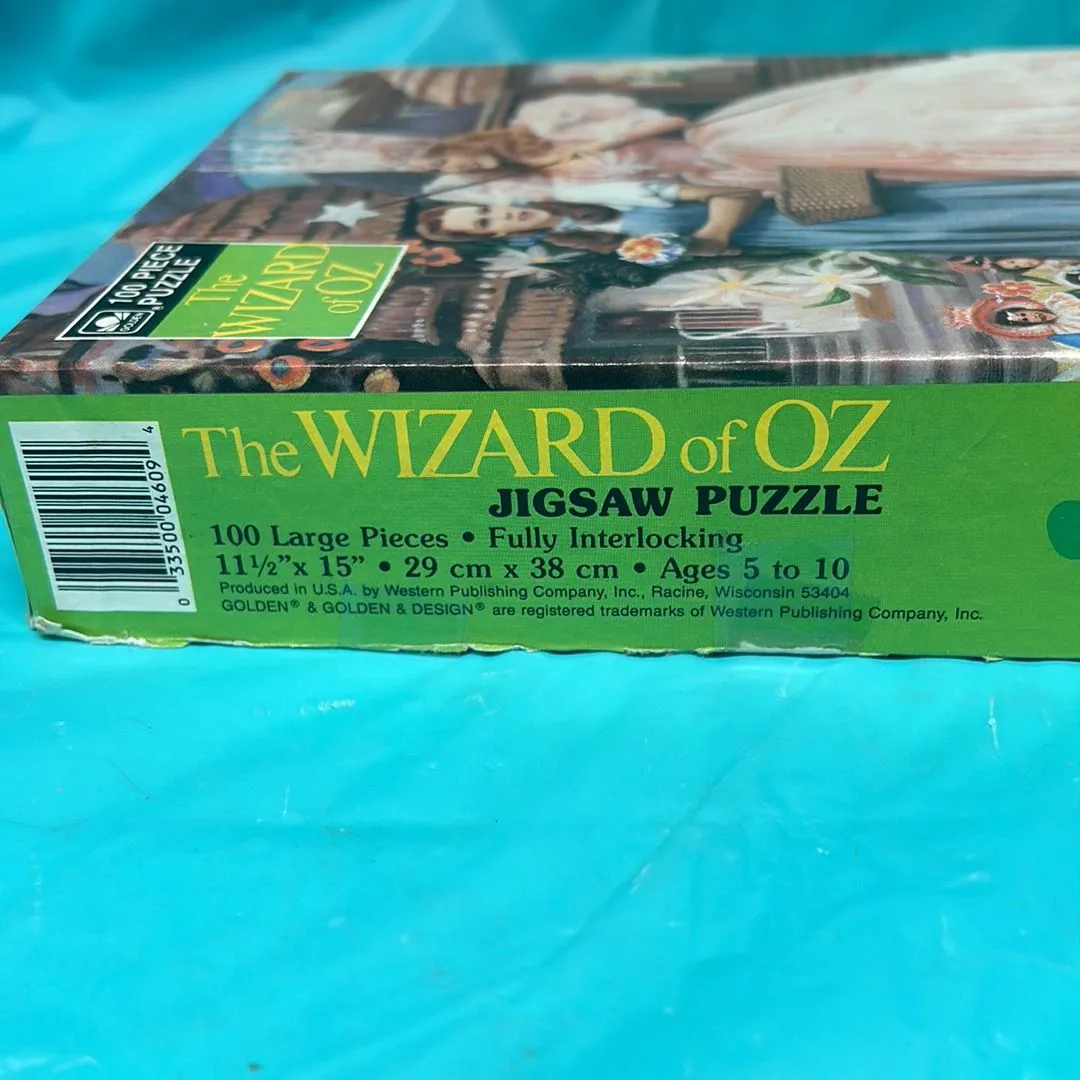 100 PIECE
PUZZLE
GOLDEN®
The
WIZARD
of OZ
The WIZARD of OZ
JIGSAW PUZZLE
100 Large Pieces • Fully Interlocking
11½”x 15” • 29 cm x 38 cm • Ages 5 to 10
Produced in U.S.A. by Western Publishing Company, Inc., Racine, Wisconsin 53404
GOLDEN® & GOLDEN & DESIGN® are registered trademarks of Western Publishing Company, Inc.
0 33500 04609 4